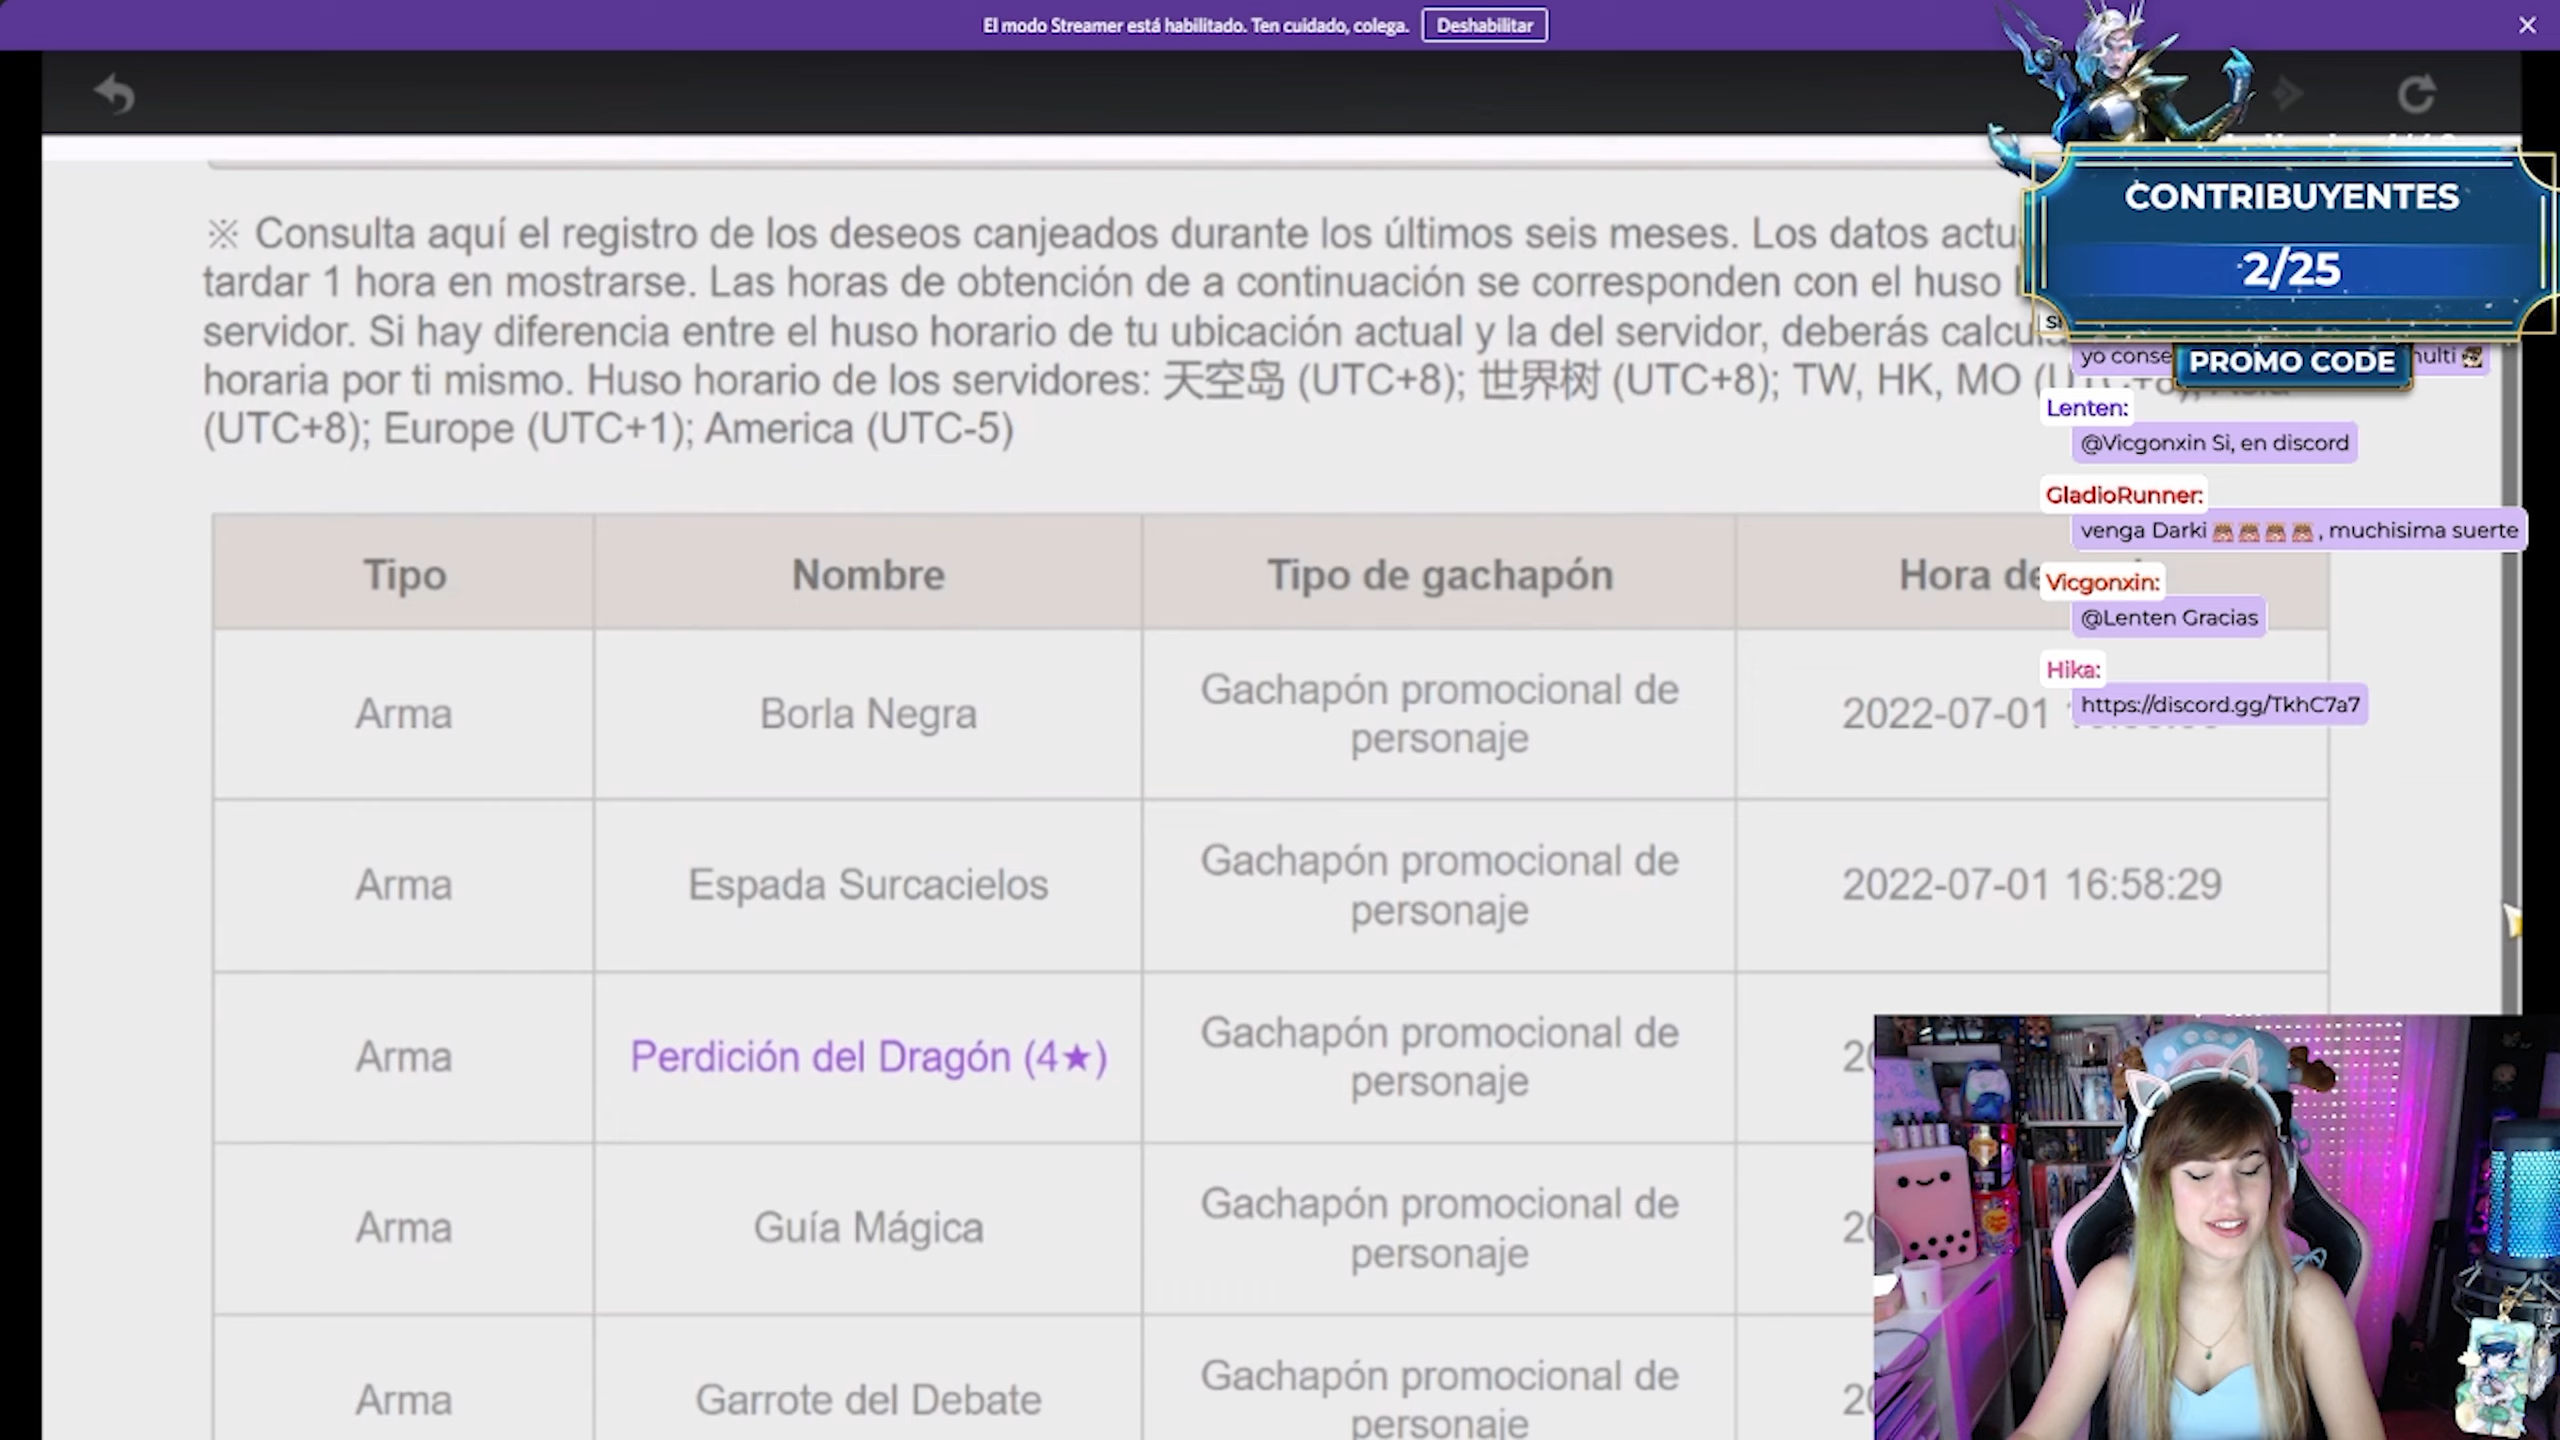 El modo Streamer está habilitado. Ten cuidado, colega.
Deshabilitar
※ Consulta aquí el registro de los deseos canjeados durante los últimos seis meses. Los datos
tardar 1 hora en mostrarse. Las horas de obtención de a continuación se corresponden con el huso
servidor. Si hay diferencia entre el huso horario de tu ubicación actual y la del servidor, deberás
horaria por ti mismo. Huso horario de los servidores: 天空岛 (UTC+8); 世界树 (UTC+8); TW, HK, MO
(UTC+8); Europe (UTC+1); America (UTC-5)
CONTRIBUYENTES
2/25
PROMO CODE
yo
Lenten:
@Vicgonxin Si, en discord
GladioRunner:
venga Darki , muchisima suerte
Vicgonxin:
@Lenten Gracias
Hika:
https://discord.gg/TkhC7a7
Tipo Nombre Tipo de gachapón Hora
Arma Borla Negra Gachapón promocional de
personaje 2022-07-01
Arma Espada Surcacielos Gachapón promocional de
personaje 2022-07-01 16:58:29
Arma Perdición del Dragón (4★) Gachapón promocional de
personaje
Arma Guía Mágica Gachapón promocional de
personaje
Arma Garrote del Debate Gachapón promocional de
personaje